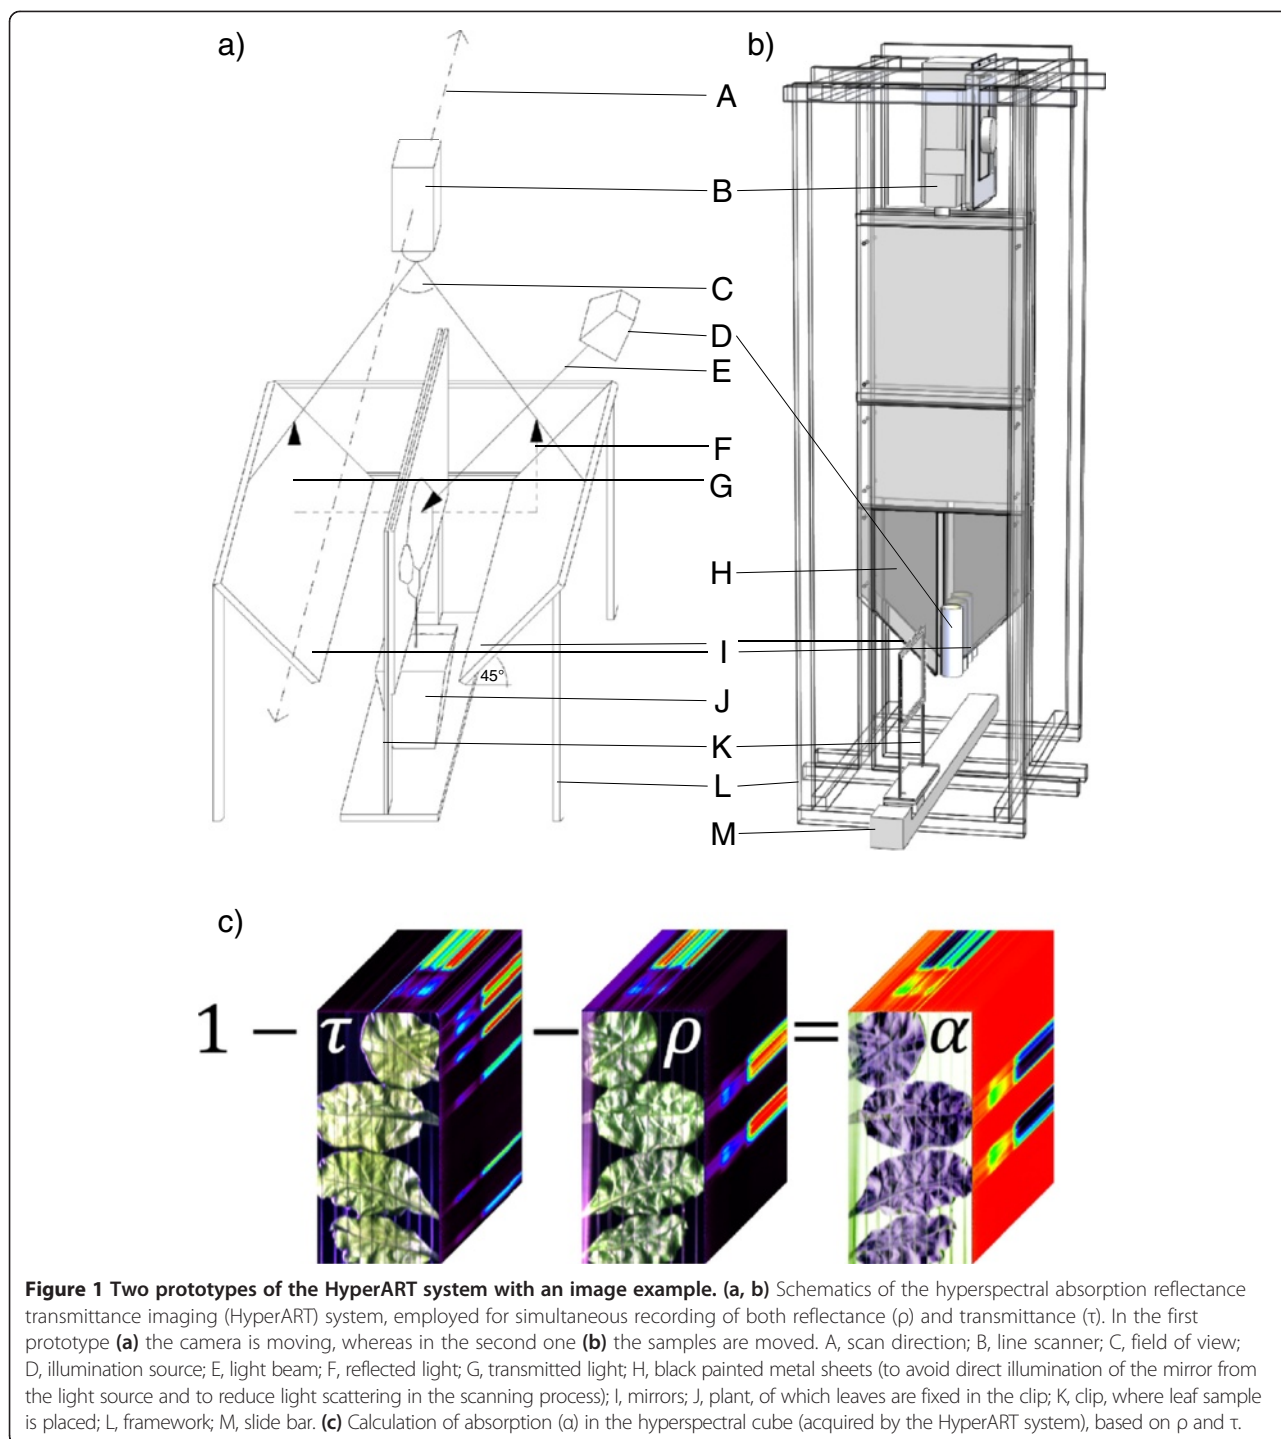 a)
b)
A
B
C
D
E
F
G
H
I
45°
J
K
L
M
c)
1 − τ − ρ = α
Figure 1 Two prototypes of the HyperART system with an image example. (a, b) Schematics of the hyperspectral absorption reflectance
transmittance imaging (HyperART) system, employed for simultaneous recording of both reflectance (ρ) and transmittance (τ). In the first
prototype (a) the camera is moving, whereas in the second one (b) the samples are moved. A, scan direction; B, line scanner; C, field of view;
D, illumination source; E, light beam; F, reflected light; G, transmitted light; H, black painted metal sheets (to avoid direct illumination of the mirror from
the light source and to reduce light scattering in the scanning process); I, mirrors; J, plant, of which leaves are fixed in the clip; K, clip, where leaf sample
is placed; L, framework; M, slide bar. (c) Calculation of absorption (α) in the hyperspectral cube (acquired by the HyperART system), based on ρ and τ.